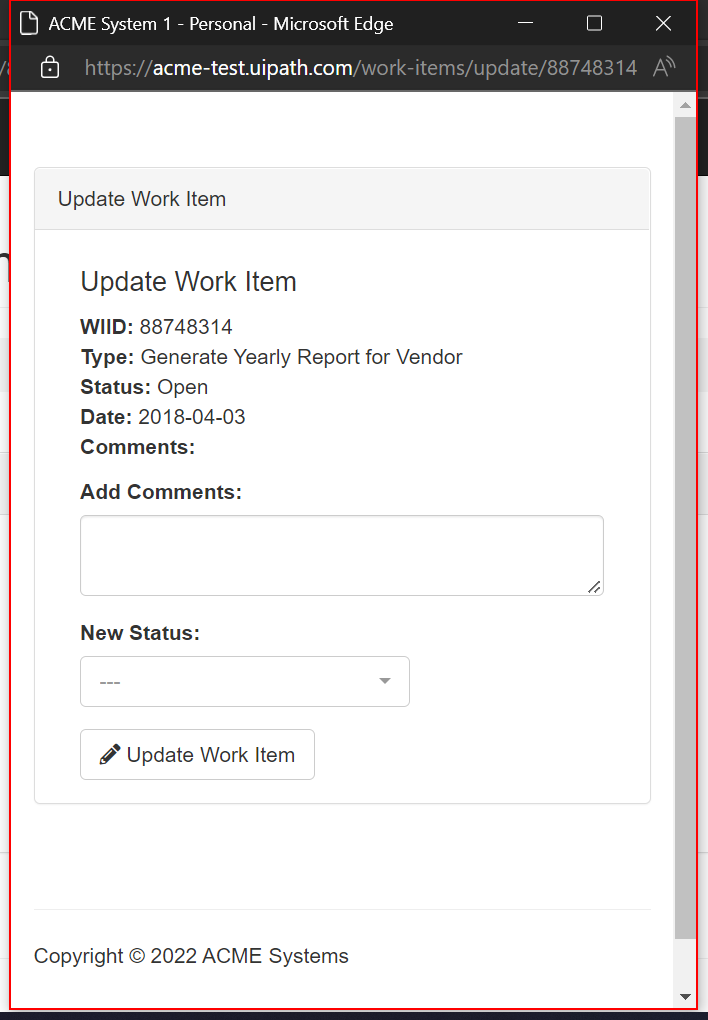 ACME System 1 - Personal - Microsoft Edge
https://acme-test.uipath.com/work-items/update/88748314
Update Work Item
Update Work Item
WIID: 88748314
Type: Generate Yearly Report for Vendor
Status: Open
Date: 2018-04-03
Comments:
Add Comments:
New Status:
---
Update Work Item
Copyright © 2022 ACME Systems